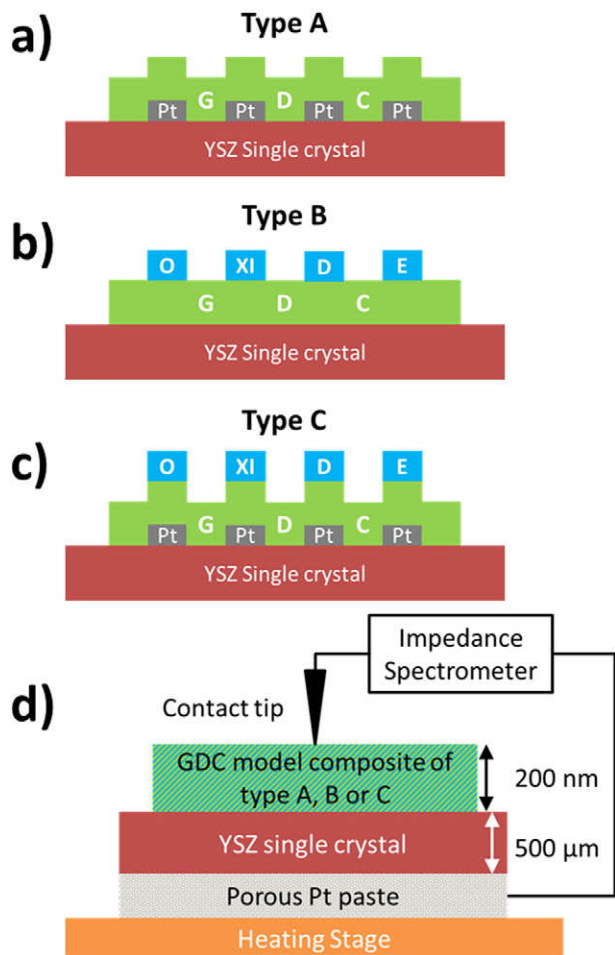 a)
Type A
G D C
Pt Pt Pt Pt
YSZ Single crystal
b)
Type B
O XI D E
G D C
YSZ Single crystal
c)
Type C
O XI D E
G D C
Pt Pt Pt Pt
YSZ Single crystal
Impedance
Spectrometer
d)
Contact tip
GDC model composite of
type A, B or C
200 nm
YSZ single crystal
500 µm
Porous Pt paste
Heating Stage